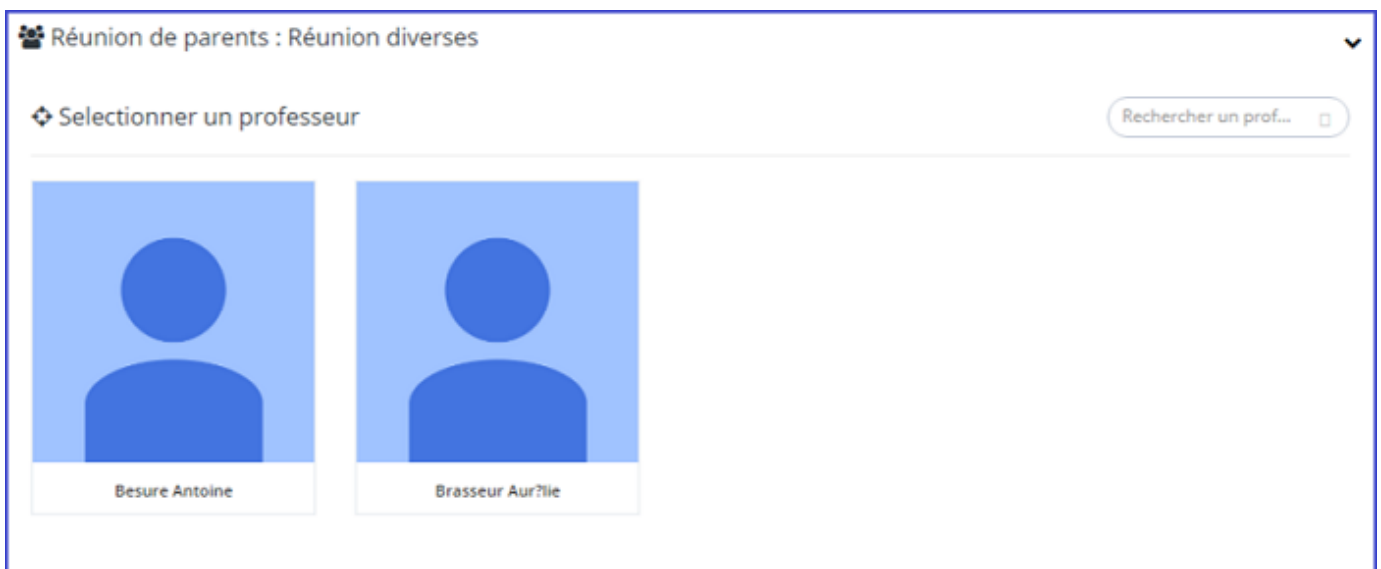 Réunion de parents : Réunion diverses
Selectionner un professeur
Rechercher un prof...
Besure Antoine
Brasseur Aur?lie